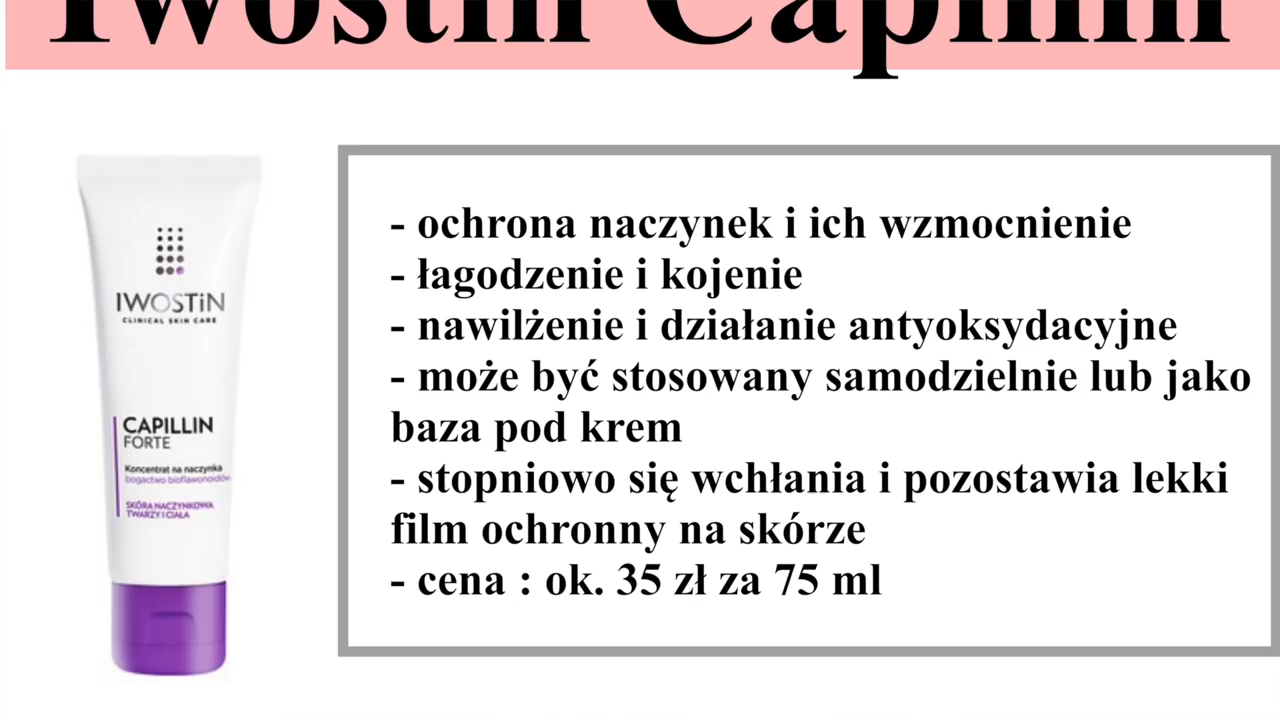 Iwostin Capillin
IWOSTiN
CLINICAL SKIN CARE
CAPILLIN
FORTE
Koncentrat na naczynka
bogactwo bioflawonoidów
SKÓRA NACZYNKOWA
TWARZY I CIAŁA
- ochrona naczynek i ich wzmocnienie
- łagodzenie i kojenie
- nawilżenie i działanie antyoksydacyjne
- może być stosowany samodzielnie lub jako
baza pod krem
- stopniowo się wchłania i pozostawia lekki
film ochronny na skórze
- cena : ok. 35 zł za 75 ml